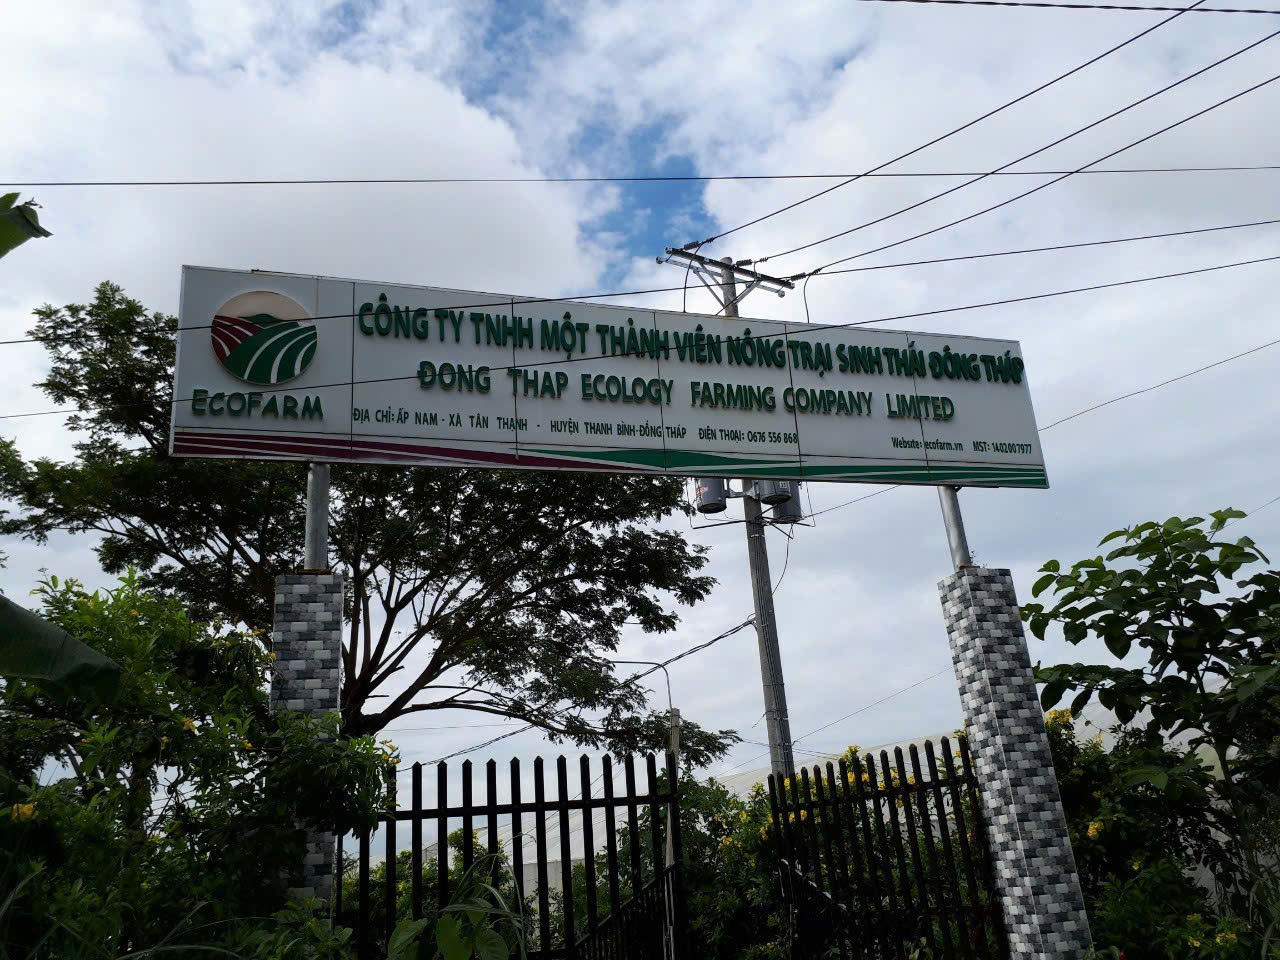 CÔNG TY TNHH MỘT THÀNH VIÊN NÔNG TRẠI SINH THÁI ĐỒNG THÁP
ĐONG THAP ECOLOGY FARMING COMPANY LIMITED
ECOFARM
ĐỊA CHỈ: ẤP NAM - XÃ TÂN THẠNH - HUYỆN THANH BÌNH-ĐỒNG THÁP ĐIỆN THOẠI: 0676 556 868
Website: ecofarm.vn MST: 1402007977